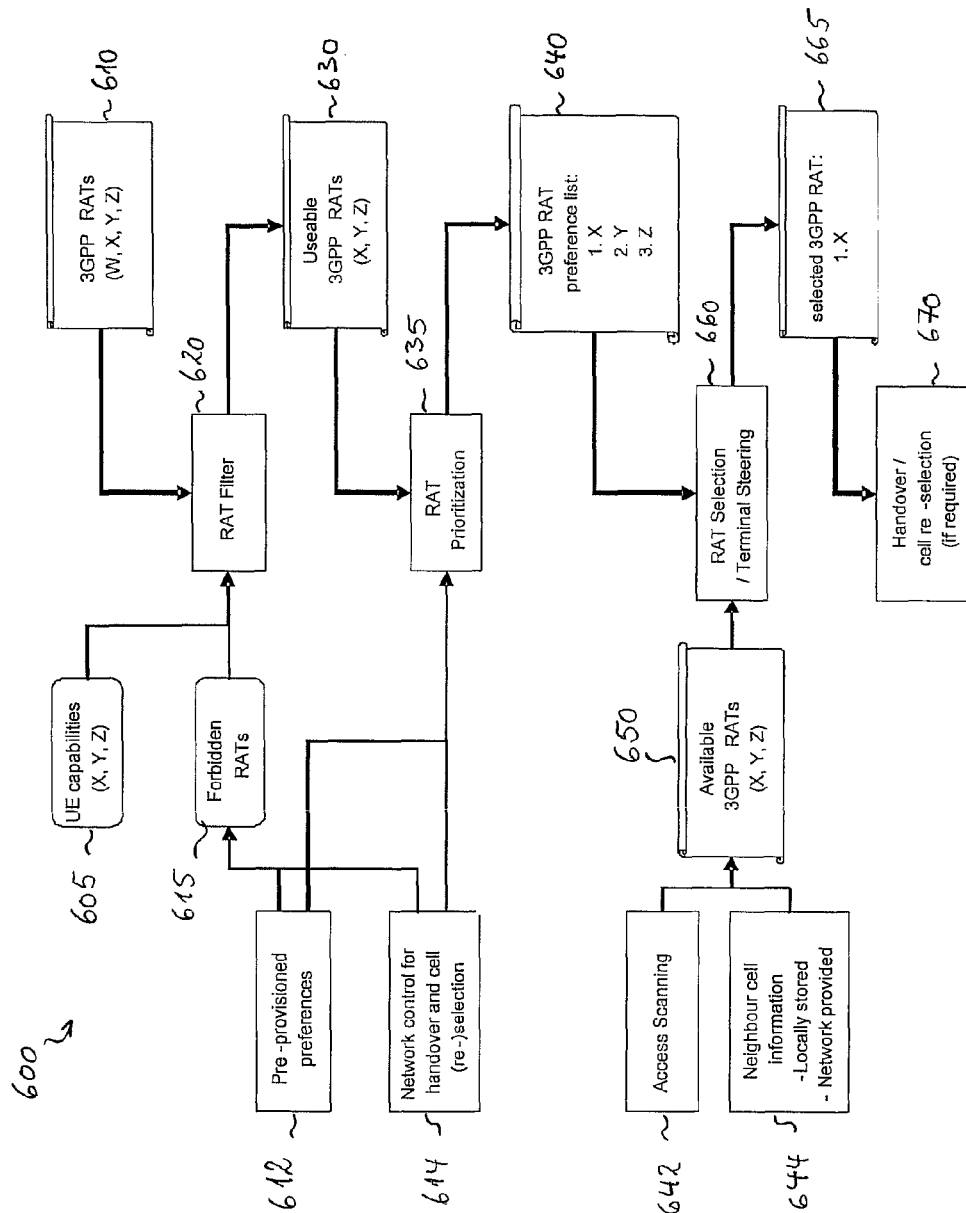 600
UE capabilities
(X, Y, Z)
605
3GPP RATs
(W, X, Y, Z)
610
Pre -provisioned
preferences
612
Forbidden
RATs
615
RAT Filter
620
Network control for
handover and cell
(re -)selection
614
Useable
3GPP RATs
(X, Y, Z)
630
RAT
Prioritization
635
3GPP RAT
preference list:
1. X
2. Y
3. Z
640
Access Scanning
642
Neighbour cell
information
-Locally stored
- Network provided
644
Available
3GPP RATs
(X, Y, Z)
650
RAT Selection
/ Terminal Steering
660
selected 3GPP RAT:
1. X
665
Handover /
cell re -selection
(if required)
670